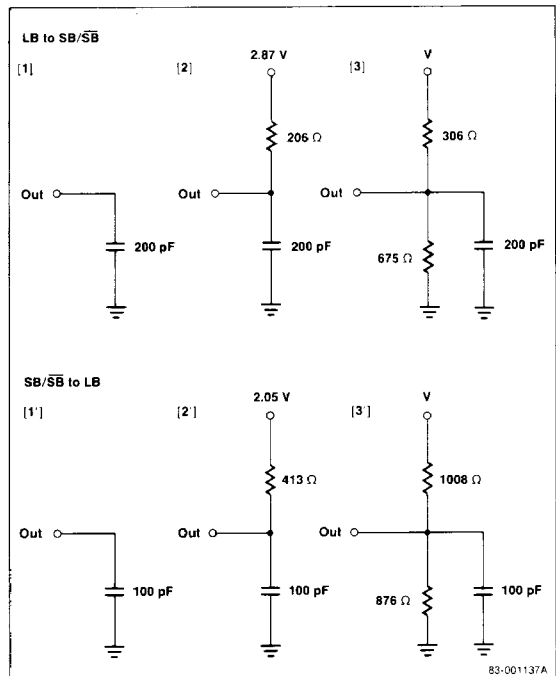 LB to SB/S̅B̅
[1] [2] [3]
2.87 V V
206 Ω 306 Ω
Out Out Out
200 pF 200 pF 675 Ω 200 pF
SB/S̅B̅ to LB
[1'] [2'] [3']
2.05 V V
413 Ω 1008 Ω
Out Out Out
100 pF 100 pF 876 Ω 100 pF
83-001137A